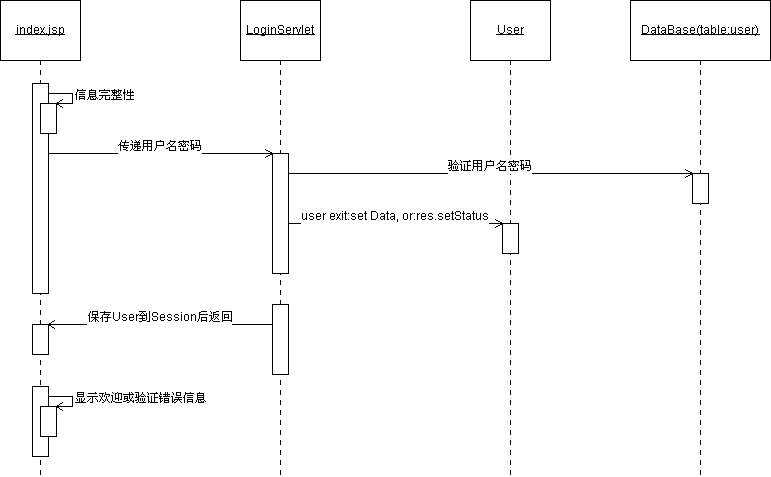 index.jsp
LoginServlet
User
DataBase(table:user)
信息完整性
传递用户名密码
验证用户名密码
user exit:set Data, or:res.setStatus
保存User到Session后返回
显示欢迎或验证错误信息